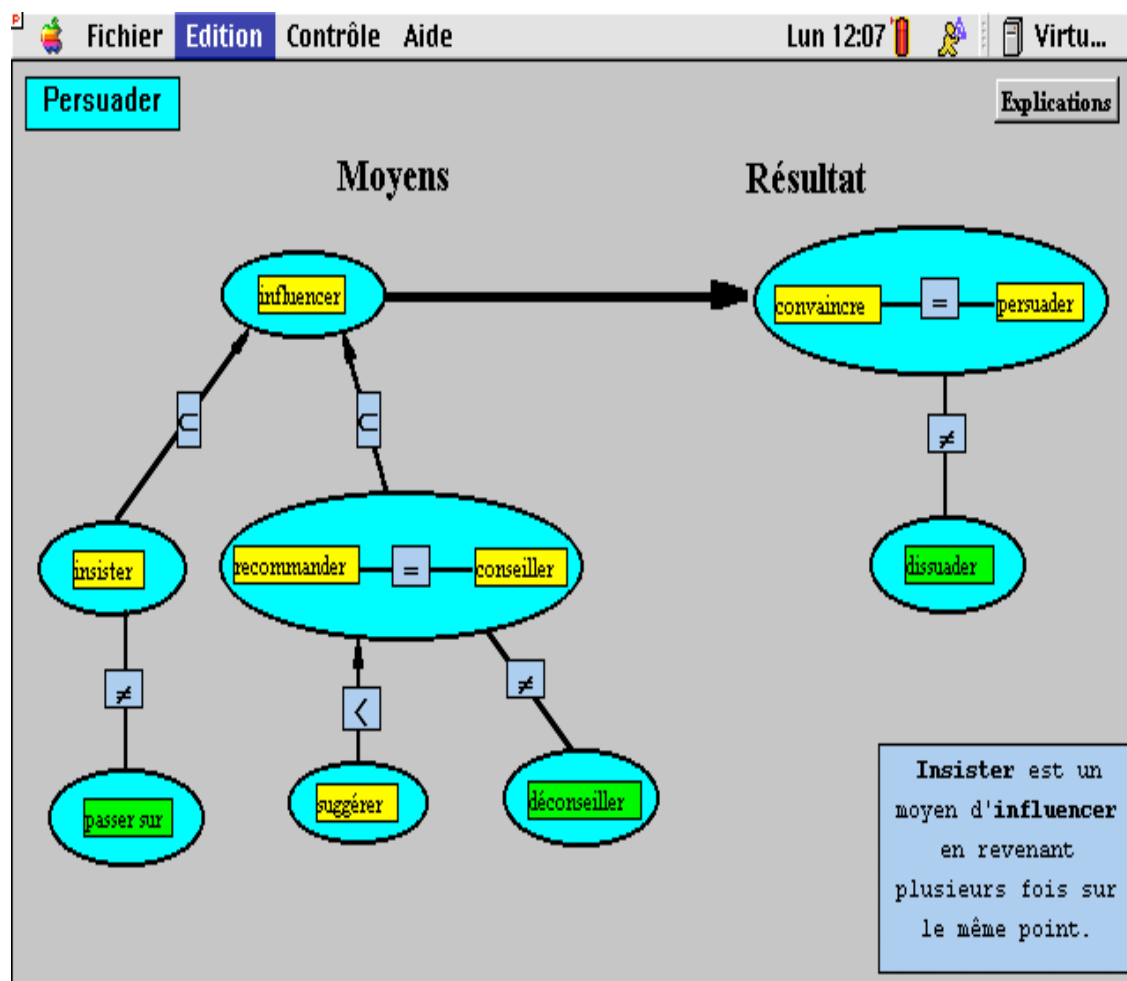 Fichier Edition Contrôle Aide Lun 12:07 Virtu...
Persuader
Explications
Moyens Résultat
influencer
convaincre = persuader
⊂ ⊂
≠
insister
recommander = conseiller
dissuader
≠
<
≠
passer sur
suggérer
déconseiller
Insister est un
moyen d'influencer
en revenant
plusieurs fois sur
le même point.